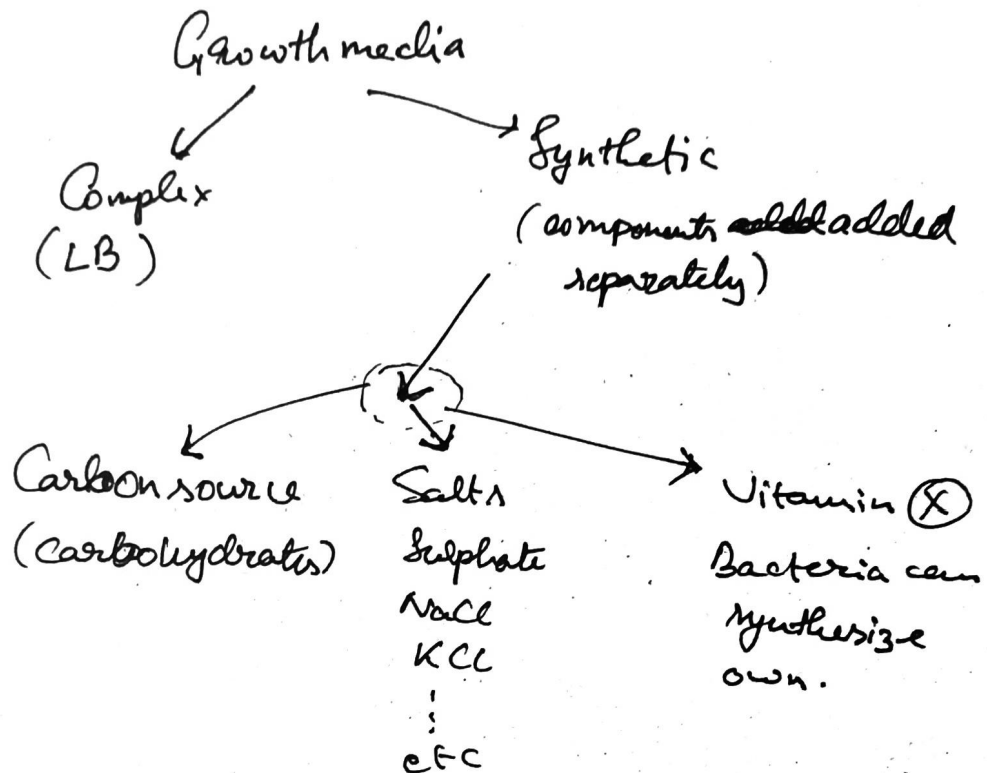 Growth media
Complex
(LB)
Synthetic
(components added
separately)
Carbon source
(carbohydrates)
Salts
Sulphate
NaCl
KCl
etc
Vitamin X
Bacteria can
synthesize
own.